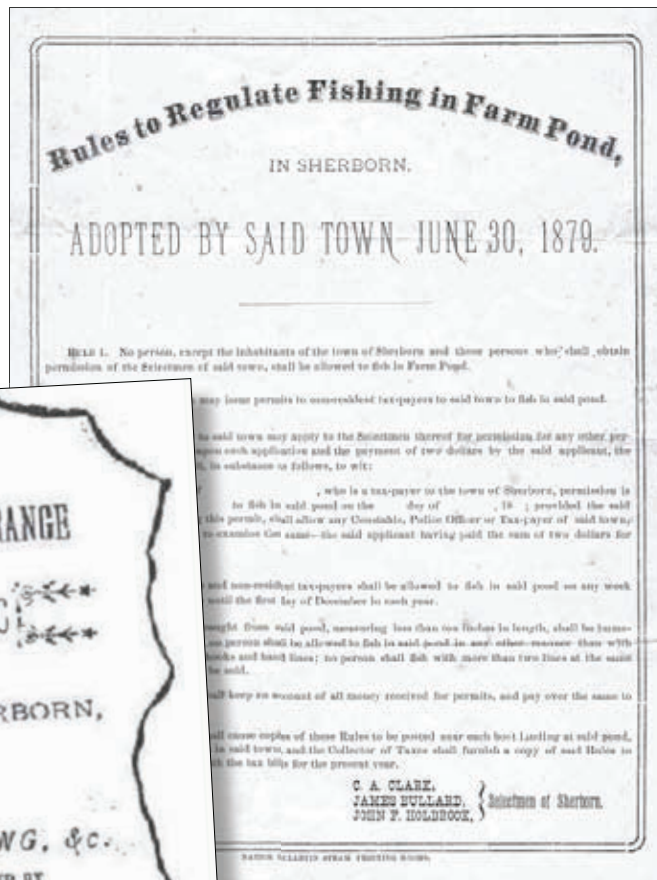 Rules to Regulate Fishing in Farm Pond,
IN SHERBORN.
ADOPTED BY SAID TOWN JUNE 30, 1879.
RULE 1. No person, except the inhabitants of the town of Sherborn and those persons who shall obtain
permission of the Selectmen of said town, shall be allowed to fish in Farm Pond.
may issue permits to non-resident tax-payers to said town to fish in said pond.
to said town may apply to the Selectmen thereof for permission for any other per-
upon such application and the payment of two dollars by the said applicant, the
in substance as follows, to wit:
, who is a tax-payer to the town of Sherborn, permission is
to fish in said pond on the day of , 18 ; provided the said
this permit, shall allow any Constable, Police Officer or Tax-payer of said town,
to examine the same—the said applicant having paid the sum of two dollars for
and non-resident tax-payers shall be allowed to fish in said pond on any week
until the first day of December in each year.
from said pond, measuring less than ten inches in length, shall be
person shall be allowed to fish in said pond in any other manner than with
hooks and hand lines; no person shall fish with more than two lines at the same
be said.
keep an account of all money received for permits, and pay over the same to
cause copies of these Rules to be posted near each boat landing at said pond,
in said town, and the Collector of Taxes shall furnish a copy of said Rules in
the tax bills for the present year.
C. A. CLARK,
JAMES BULLARD,
JOHN P. HOLBROOK,
Selectmen of Sherborn.
NATICK BULLETIN STEAM PRINTING ROOMS.
RANGE
RBORN,
NG, &c.